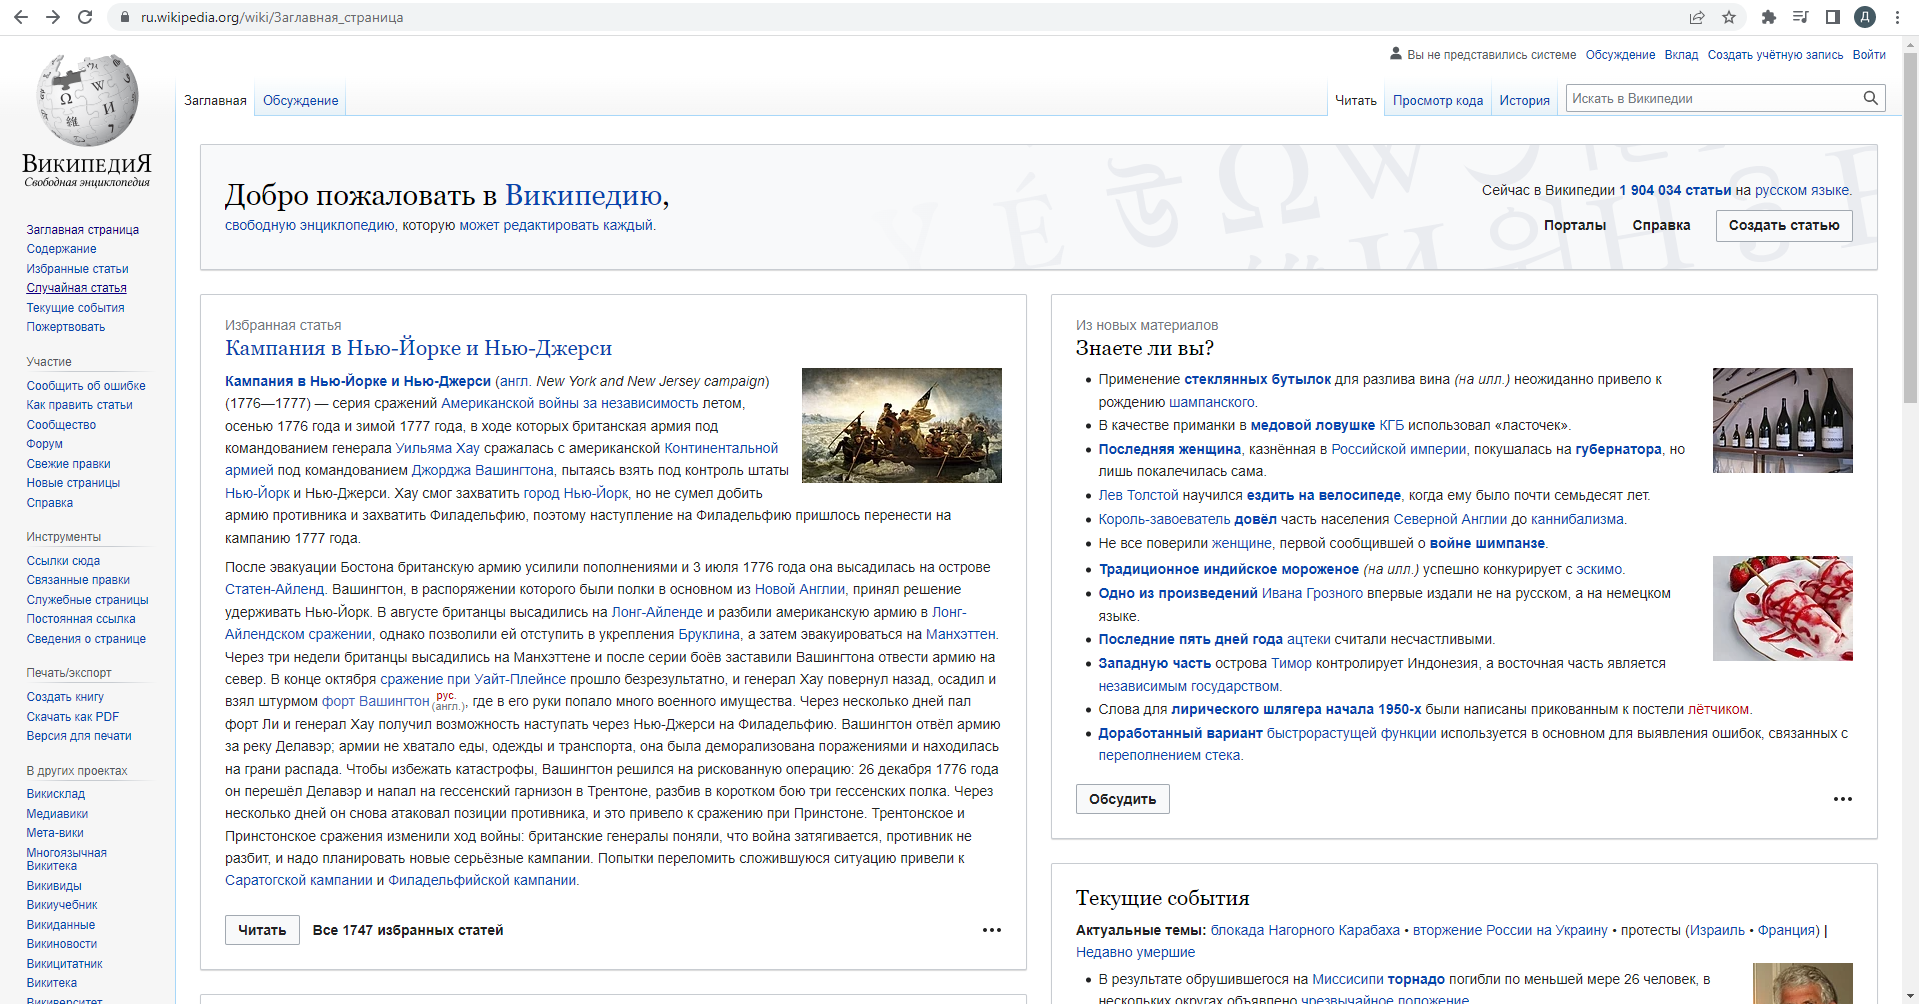 ru.wikipedia.org/wiki/Заглавная_страница
Д
Вы не представились системе Обсуждение Вклад Создать учётную запись Войти
Заглавная Обсуждение
Читать Просмотр кода История
Искать в Википедии
ВИКИПЕДИЯ
Свободная энциклопедия
Заглавная страница
Содержание
Избранные статьи
Случайная статья
Текущие события
Пожертвовать
Участие
Сообщить об ошибке
Как править статьи
Сообщество
Форум
Свежие правки
Новые страницы
Справка
Инструменты
Ссылки сюда
Связанные правки
Служебные страницы
Постоянная ссылка
Сведения о странице
Печать/экспорт
Создать книгу
Скачать как PDF
Версия для печати
В других проектах
Викисклад
Медиавики
Мета-вики
Многоязычная
Викитека
Викивиды
Викиучебник
Викиданные
Викиновости
Викицитатник
Викитека
Викиверситет
Добро пожаловать в Википедию,
свободную энциклопедию, которую может редактировать каждый.
Сейчас в Википедии 1 904 034 статьи на русском языке.
Порталы Справка Создать статью
Избранная статья
Кампания в Нью-Йорке и Нью-Джерси
Кампания в Нью-Йорке и Нью-Джерси (англ. New York and New Jersey campaign)
(1776—1777) — серия сражений Американской войны за независимость летом,
осенью 1776 года и зимой 1777 года, в ходе которых британская армия под
командованием генерала Уильяма Хау сражалась с американской Континентальной
армией под командованием Джорджа Вашингтона, пытаясь взять под контроль штаты
Нью-Йорк и Нью-Джерси. Хау смог захватить город Нью-Йорк, но не сумел добить
армию противника и захватить Филадельфию, поэтому наступление на Филадельфию пришлось перенести на
кампанию 1777 года.
После эвакуации Бостона британскую армию усилили пополнениями и 3 июля 1776 года она высадилась на острове
Статен-Айленд. Вашингтон, в распоряжении которого были полки в основном из Новой Англии, принял решение
удерживать Нью-Йорк. В августе британцы высадились на Лонг-Айленде и разбили американскую армию в Лонг-
Айлендском сражении, однако позволили ей отступить в укрепления Бруклина, а затем эвакуироваться на Манхэттен.
Через три недели британцы высадились на Манхэттене и после серии боёв заставили Вашингтона отвести армию на
север. В конце октября сражение при Уайт-Плейнсе прошло безрезультатно, и генерал Хау повернул назад, осадил и
взял штурмом форт Вашингтон рус. (англ.), где в его руки попало много военного имущества. Через несколько дней пал
форт Ли и генерал Хау получил возможность наступать через Нью-Джерси на Филадельфию. Вашингтон отвёл армию
за реку Делавэр; армии не хватало еды, одежды и транспорта, она была деморализована поражениями и находилась
на грани распада. Чтобы избежать катастрофы, Вашингтон решился на рискованную операцию: 26 декабря 1776 года
он перешёл Делавэр и напал на гессенский гарнизон в Трентоне, разбив в коротком бою три гессенских полка. Через
несколько дней он снова атаковал позиции противника, и это привело к сражению при Принстоне. Трентонское и
Принстонское сражения изменили ход войны: британские генералы поняли, что война затягивается, противник не
разбит, и надо планировать новые серьёзные кампании. Попытки переломить сложившуюся ситуацию привели к
Саратогской кампании и Филадельфийской кампании.
Читать Все 1747 избранных статей
Из новых материалов
Знаете ли вы?
• Применение стеклянных бутылок для разлива вина (на илл.) неожиданно привело к
рождению шампанского.
• В качестве приманки в медовой ловушке КГБ использовал «ласточек».
• Последняя женщина, казнённая в Российской империи, покушалась на губернатора, но
лишь покалечилась сама.
• Лев Толстой научился ездить на велосипеде, когда ему было почти семьдесят лет.
• Король-завоеватель довёл часть населения Северной Англии до каннибализма.
• Не все поверили женщине, первой сообщившей о войне шимпанзе.
• Традиционное индийское мороженое (на илл.) успешно конкурирует с эскимо.
• Одно из произведений Ивана Грозного впервые издали не на русском, а на немецком
языке.
• Последние пять дней года ацтеки считали несчастливыми.
• Западную часть острова Тимор контролирует Индонезия, а восточная часть является
независимым государством.
• Слова для лирического шлягера начала 1950-х были написаны прикованным к постели лётчиком.
• Доработанный вариант быстрорастущей функции используется в основном для выявления ошибок, связанных с
переполнением стека.
Обсудить
Текущие события
Актуальные темы: блокада Нагорного Карабаха • вторжение России на Украину • протесты (Израиль • Франция) |
Недавно умершие
• В результате обрушившегося на Миссисипи торнадо погибли по меньшей мере 26 человек, в
нескольких округах объявлено чрезвычайное положение